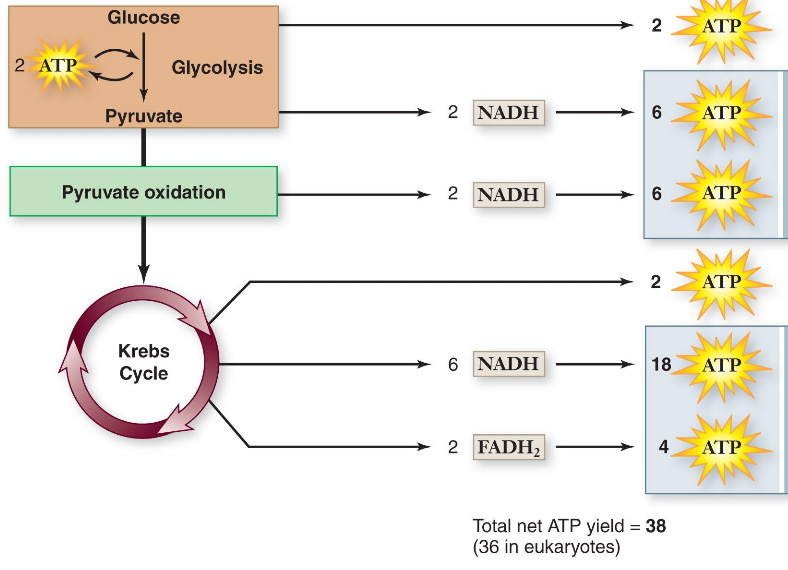 Glucose
2 ATP
Glycolysis
Pyruvate
2 ATP
2 NADH 6 ATP
Pyruvate oxidation
2 NADH 6 ATP
2 ATP
Krebs
Cycle
6 NADH 18 ATP
2 FADH₂ 4 ATP
Total net ATP yield = 38
(36 in eukaryotes)